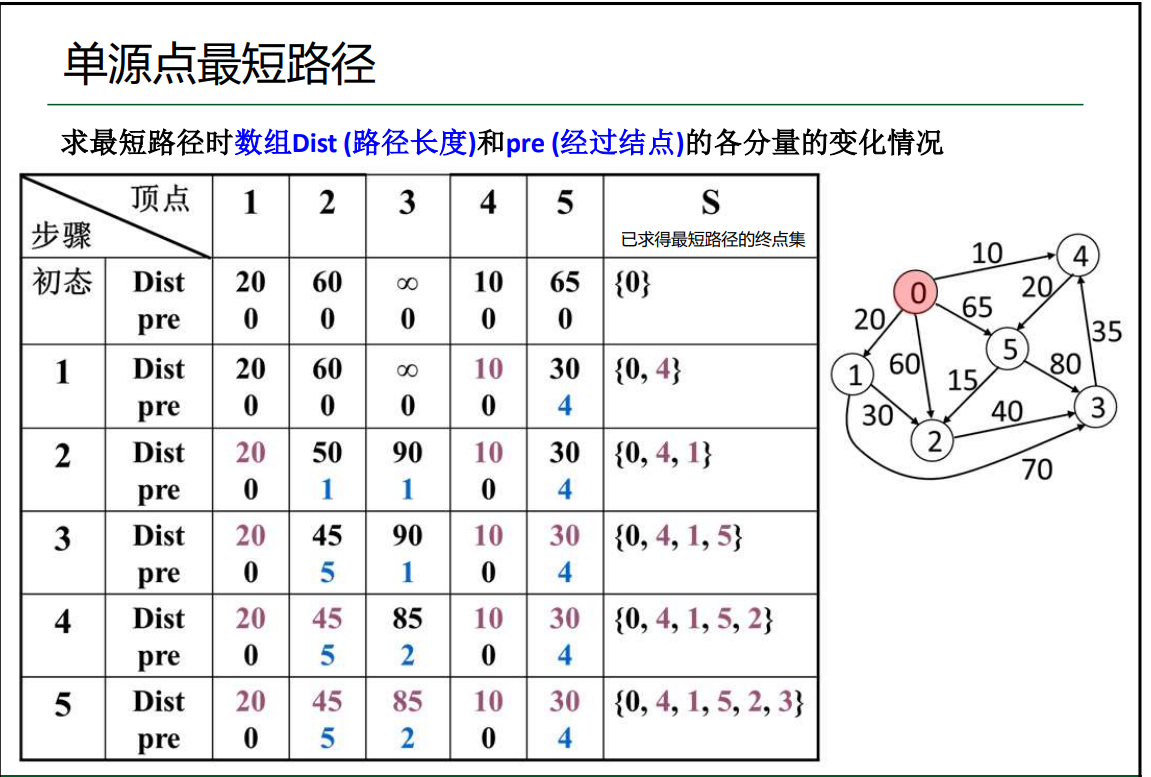 单源点最短路径
求最短路径时数组Dist (路径长度)和pre (经过结点)的各分量的变化情况
顶点 1 2 3 4 5 S
步骤 已求得最短路径的终点集
初态 Dist 20 60 ∞ 10 65 {0}
pre 0 0 0 0 0
1 Dist 20 60 ∞ 10 30 {0, 4}
pre 0 0 0 0 4
2 Dist 20 50 90 10 30 {0, 4, 1}
pre 0 1 1 0 4
3 Dist 20 45 90 10 30 {0, 4, 1, 5}
pre 0 5 1 0 4
4 Dist 20 45 85 10 30 {0, 4, 1, 5, 2}
pre 0 5 2 0 4
5 Dist 20 45 85 10 30 {0, 4, 1, 5, 2, 3}
pre 0 5 2 0 4
10 4
0 65 20
20 35
5
1 60 15 80
30 40 3
2
70